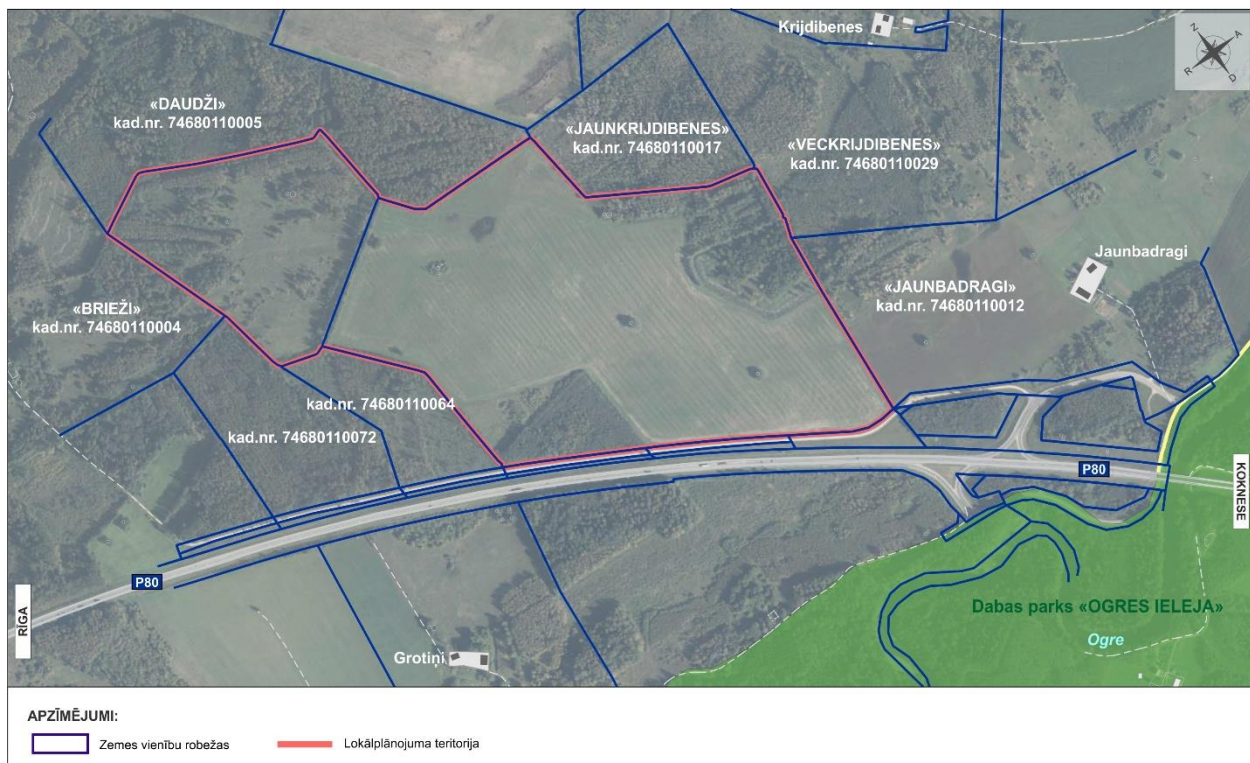 Krijdibenes
Z
A
R
D
«DAUDŽI»
kad.nr. 74680110005
«JAUNKRIJDIBENES»
kad.nr. 74680110017
«VECKRIJDIBENES»
kad.nr. 74680110029
Jaunbadragi
«JAUNBADRAGI»
kad.nr. 74680110012
«BRIEŽI»
kad.nr. 74680110004
kad.nr. 74680110064
kad.nr. 74680110072
P80
KOKNESE
P80
RĪGA
Dabas parks «OGRES IELEJA»
Ogre
Grotiņi
APZĪMĒJUMI:
Zemes vienību robežas
Lokālplānojuma teritorija